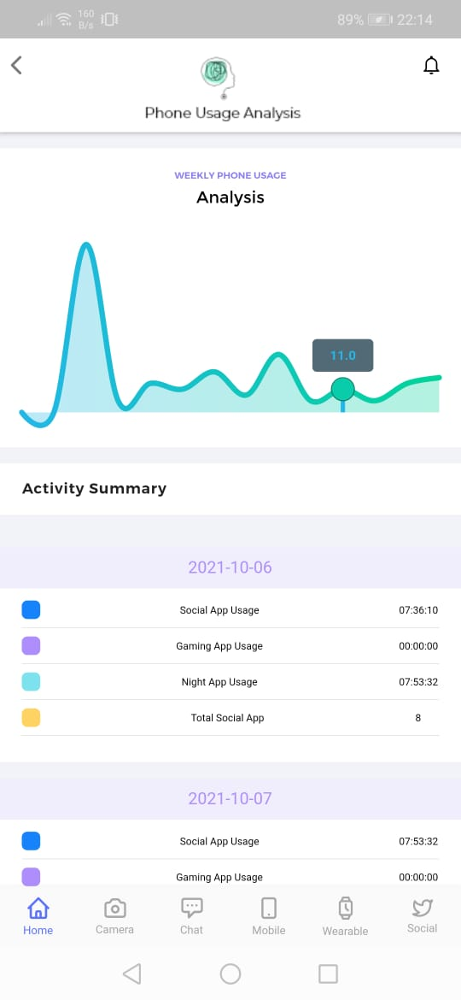 160
B/s
89%
22:14
Phone Usage Analysis
WEEKLY PHONE USAGE
Analysis
11.0
Activity Summary
2021-10-06
Social App Usage 07:36:10
Gaming App Usage 00:00:00
Night App Usage 07:53:32
Total Social App 8
2021-10-07
Social App Usage 07:53:32
Gaming App Usage 00:00:00
Home Camera Chat Mobile Wearable Social